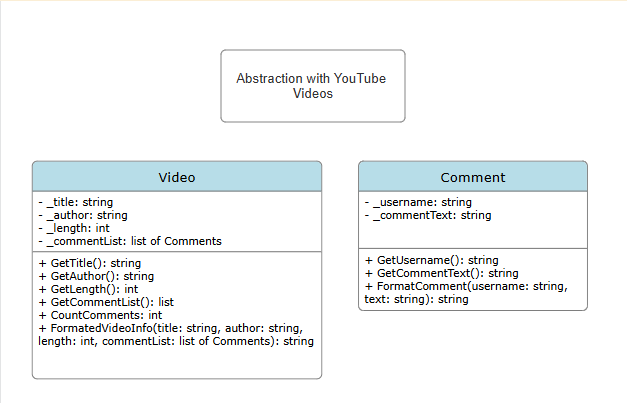 Abstraction with YouTube
Videos
Video
- _title: string
- _author: string
- _length: int
- _commentList: list of Comments
+ GetTitle(): string
+ GetAuthor(): string
+ GetLength(): int
+ GetCommentList(): list
+ CountComments: int
+ FormatedVideoInfo(title: string, author: string,
length: int, commentList: list of Comments): string
Comment
- _username: string
- _commentText: string
+ GetUsername(): string
+ GetCommentText(): string
+ FormatComment(username: string,
text: string): string